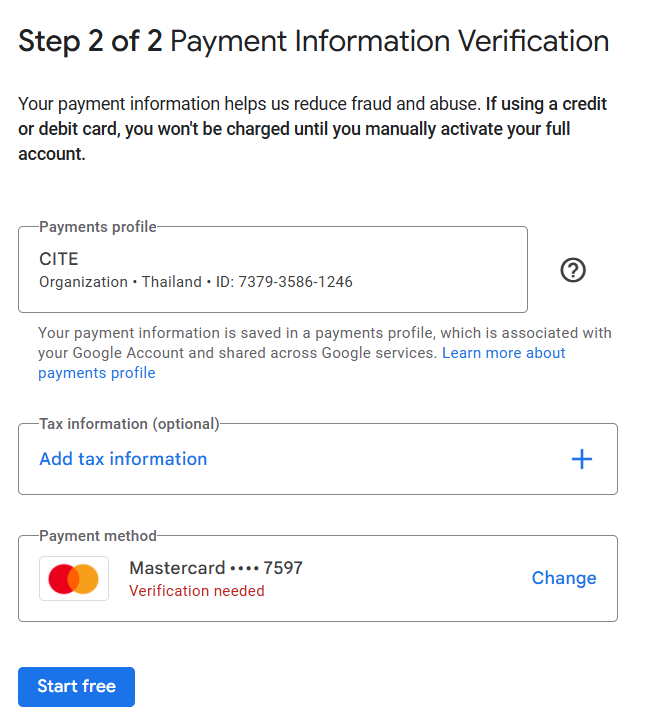 Step 2 of 2 Payment Information Verification
Your payment information helps us reduce fraud and abuse. If using a credit
or debit card, you won't be charged until you manually activate your full
account.
Payments profile
CITE
Organization • Thailand • ID: 7379-3586-1246
Your payment information is saved in a payments profile, which is associated with
your Google Account and shared across Google services. Learn more about
payments profile
Tax information (optional)
Add tax information
Payment method
Mastercard •••• 7597
Change
Verification needed
Start free